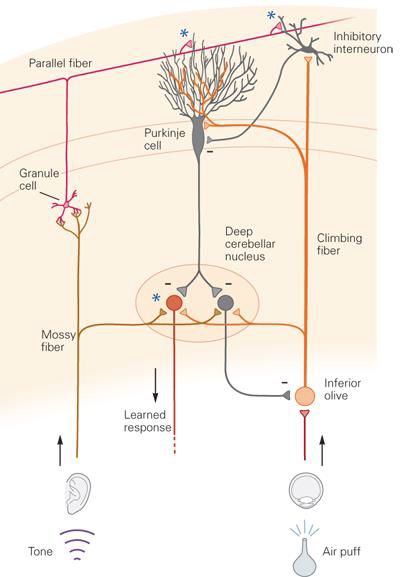 Inhibitory
interneuron
Parallel fiber
Purkinje
cell
Granule
cell
Deep
cerebellar
nucleus
Climbing
fiber
Mossy
fiber
Inferior
olive
Learned
response
Tone
Air puff